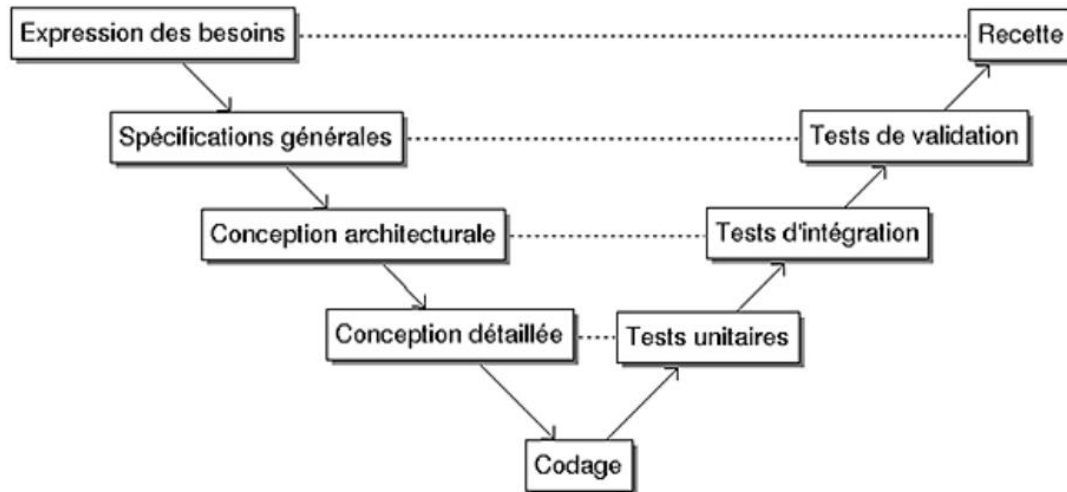 Expression des besoins
Recette
Spécifications générales
Tests de validation
Conception architecturale
Tests d'intégration
Conception détaillée
Tests unitaires
Codage